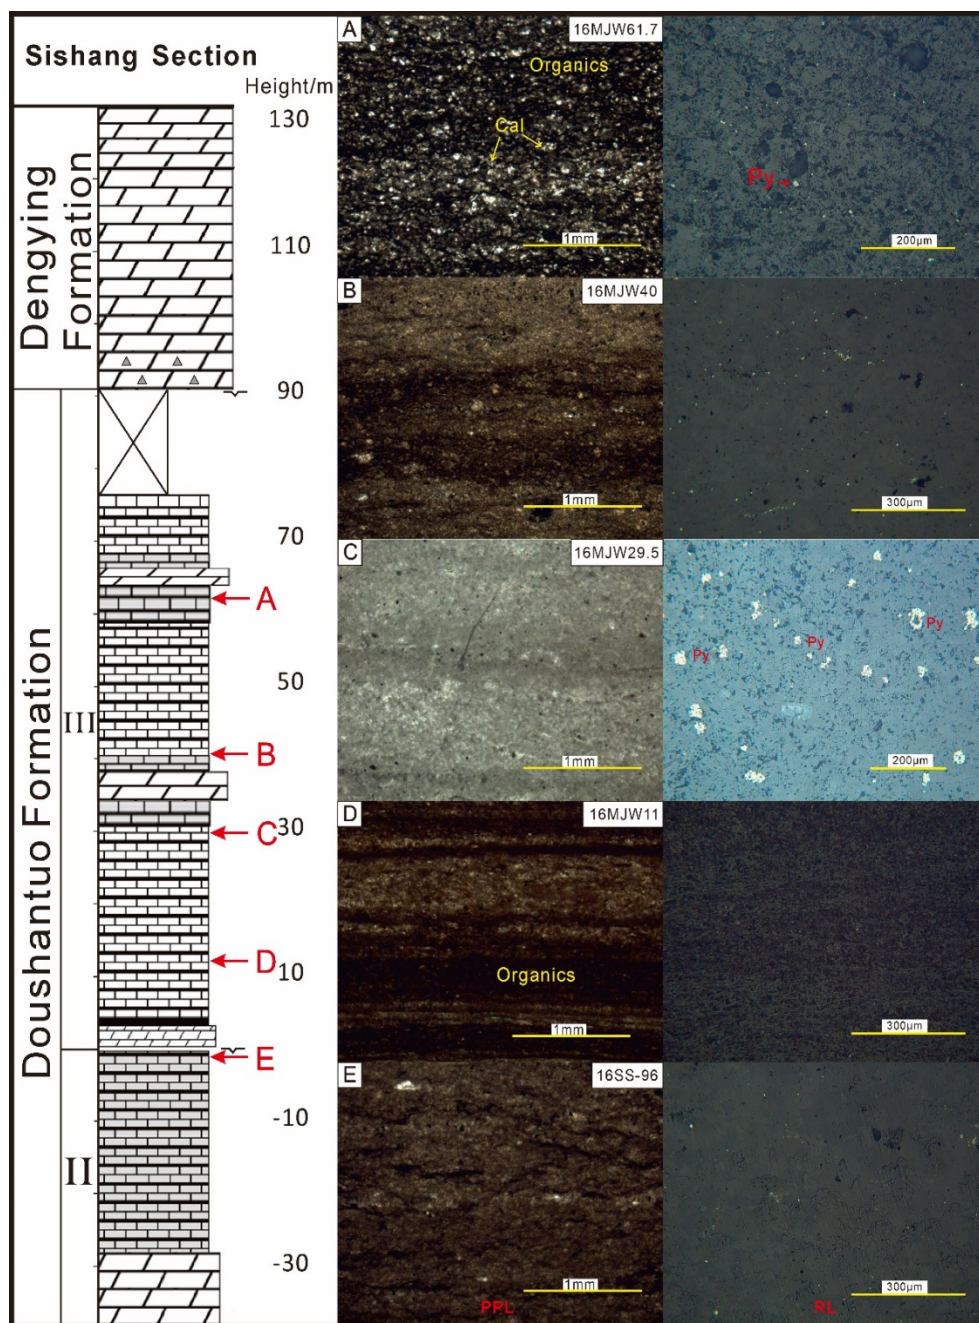 Sishang Section
Height/m
130
110
90
70
50
30
10
-10
-30
Dengying
Formation
Doushantuo Formation
III
II
A
B
C
D
E
A
16MJW61.7
Organics
Cal
1mm
Py
200μm
B
16MJW40
1mm
300μm
C
16MJW29.5
1mm
Py
Py
Py
200μm
D
16MJW11
Organics
1mm
300μm
E
16SS-96
1mm
PPL
300μm
RL